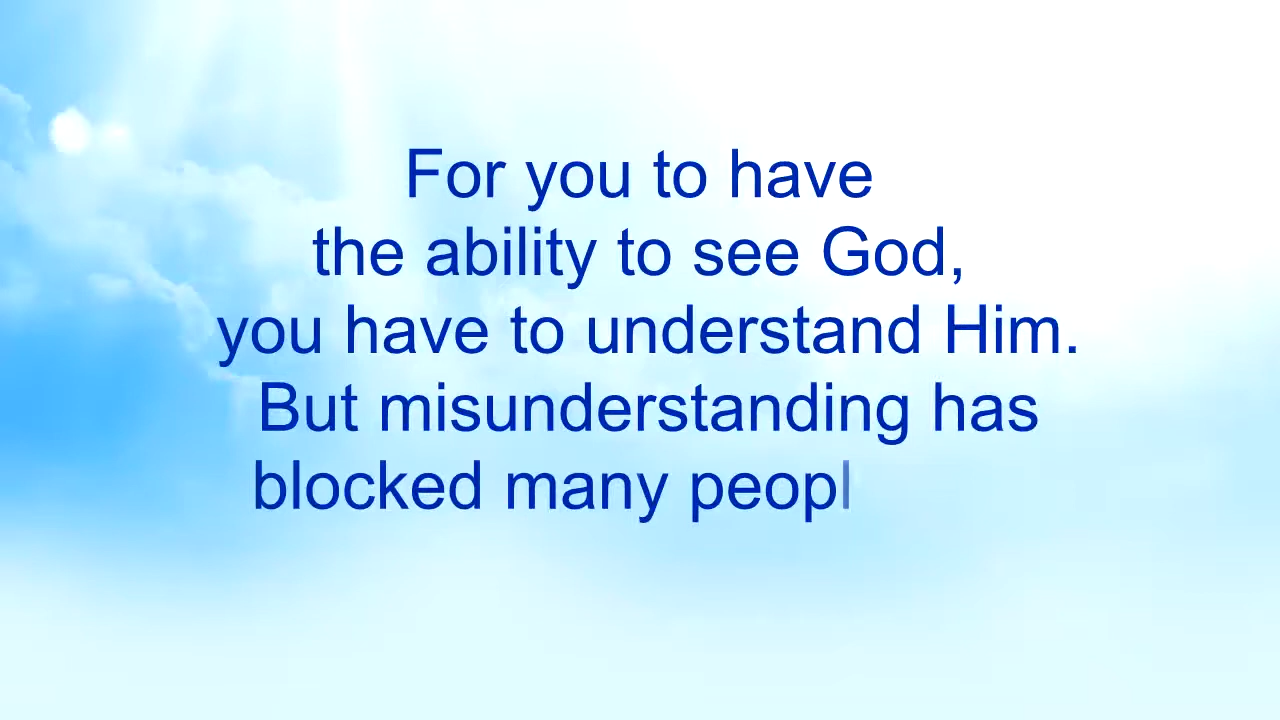 For you to have
the ability to see God,
you have to understand Him.
But misunderstanding has
blocked many peopl